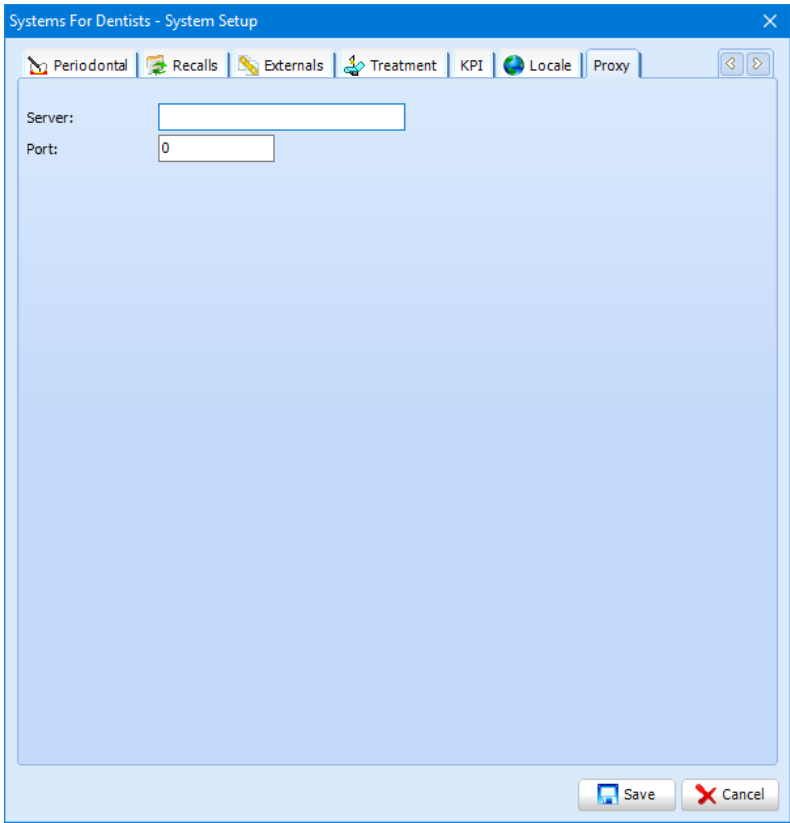 Systems For Dentists - System Setup
Periodontal Recalls Externals Treatment KPI Locale Proxy
Server:
Port: 0
Save Cancel